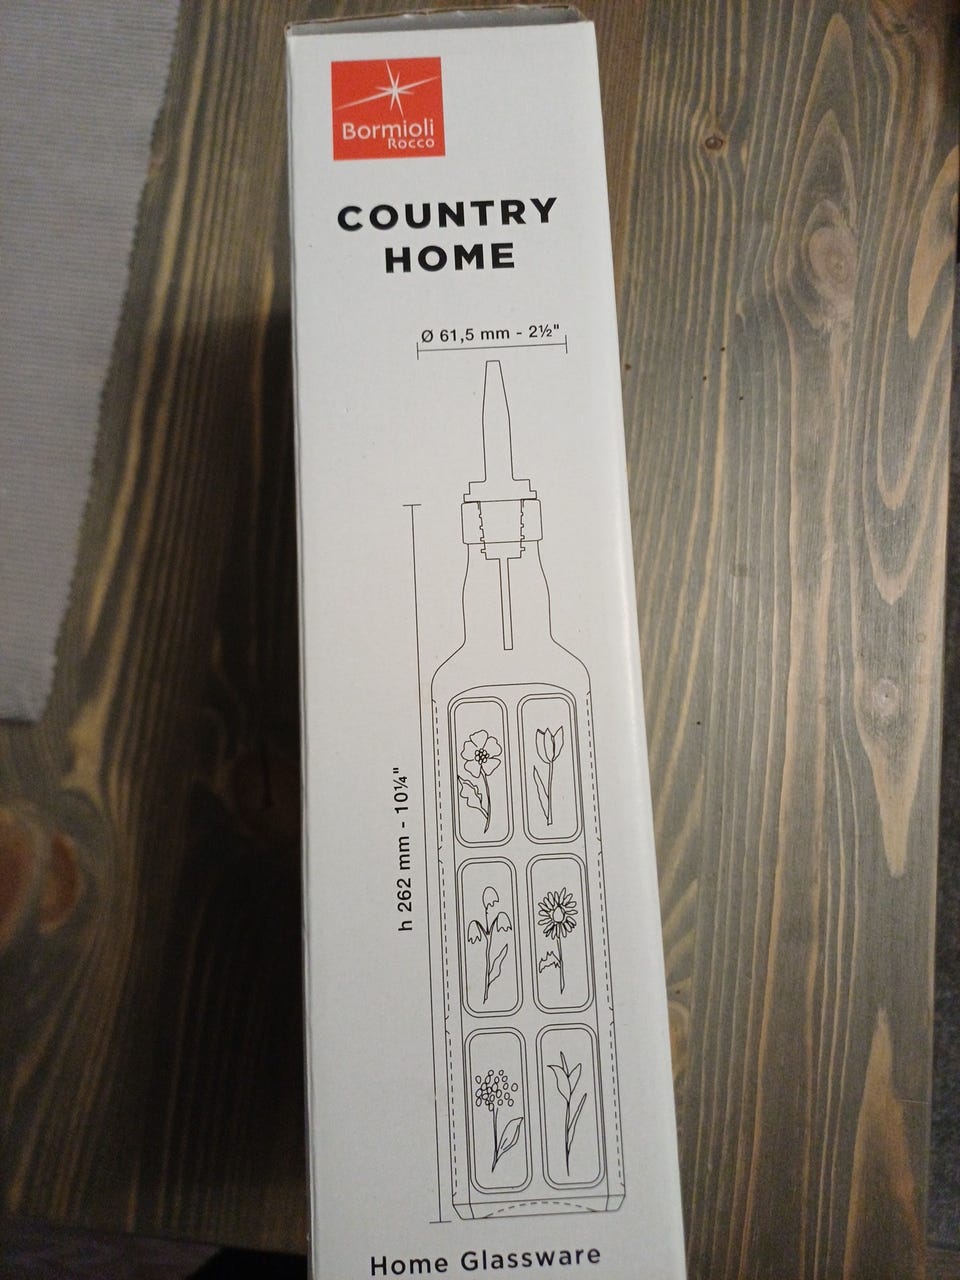 Bormioli
Rocco
COUNTRY
HOME
Ø 61,5 mm - 2½"
h 262 mm - 10¼"
Home Glassware